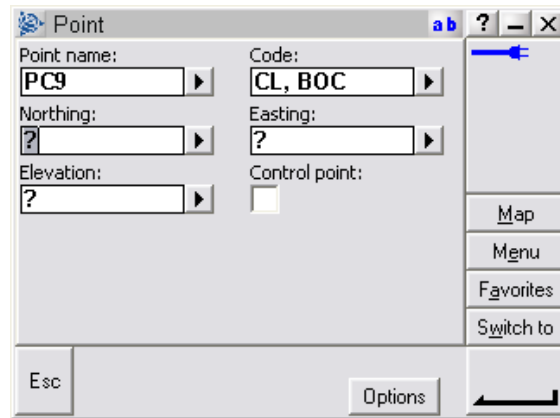 Point ab ? – X
Point name: Code:
PC9 CL, BOC
Northing: Easting:
? ?
Elevation: Control point:
?
Map
Menu
Favorites
Switch to
Esc Options